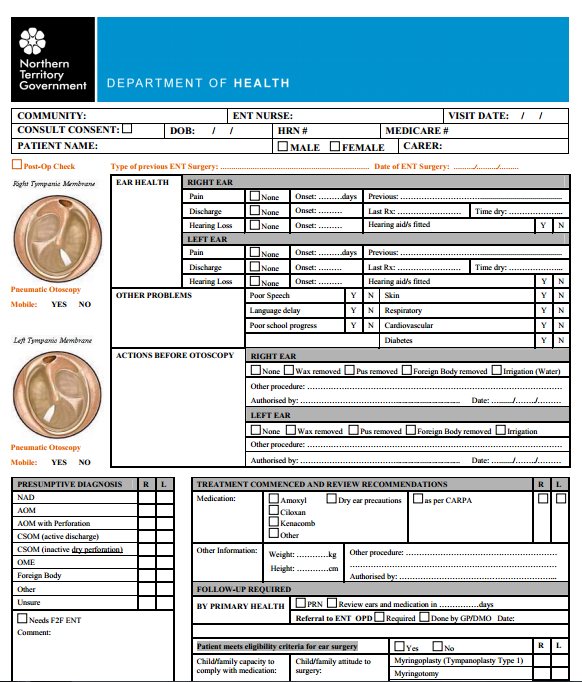 Northern
Territory
Government
DEPARTMENT OF HEALTH
COMMUNITY: ENT NURSE: VISIT DATE: / /
CONSULT CONSENT: DOB: / / HRN # MEDICARE #
PATIENT NAME: MALE FEMALE CARER:
Post-Op Check Type of previous ENT Surgery: Date of ENT Surgery: ......../......../........
Right Tympanic Membrane
Pneumatic Otoscopy
Mobile: YES NO
Left Tympanic Membrane
Pneumatic Otoscopy
Mobile: YES NO
EAR HEALTH RIGHT EAR
Pain None Onset: .........days Previous:
Discharge None Onset: ......... Last Rx: Time dry:
Hearing Loss None Onset: ......... Hearing aid/s fitted Y N
LEFT EAR
Pain None Onset: .........days Previous:
Discharge None Onset: ......... Last Rx: Time dry:
Hearing Loss None Onset: ......... Hearing aid/s fitted Y N
OTHER PROBLEMS Poor Speech Y N Skin Y N
Language delay Y N Respiratory Y N
Poor school progress Y N Cardiovascular Y N
Diabetes Y N
ACTIONS BEFORE OTOSCOPY RIGHT EAR
None Wax removed Pus removed Foreign Body removed Irrigation (Water)
Other procedure:
Authorised by: Date: ....../....../........
LEFT EAR
None Wax removed Pus removed Foreign Body removed Irrigation
Other procedure:
Authorised by: Date: ....../....../........
PRESUMPTIVE DIAGNOSIS R L
NAD
AOM
AOM with Perforation
CSOM (active discharge)
CSOM (inactive dry perforation)
OME
Foreign Body
Other
Unsure
Needs F2F ENT
Comment:
TREATMENT COMMENCED AND REVIEW RECOMMENDATIONS R L
Medication: Amoxyl Dry ear precautions as per CARPA
Ciloxan
Kenacomb
Other
Other Information: Weight: ............kg Other procedure:
Height: ............cm
Authorised by:
FOLLOW-UP REQUIRED
BY PRIMARY HEALTH PRN Review ears and medication in ...............days
Referral to ENT OPD Required Done by GP/DMO Date:
Patient meets eligibility criteria for ear surgery Yes No R L
Child/family capacity to comply with medication: Child/family attitude to surgery: Myringoplasty (Tympanoplasty Type 1)
Myringotomy